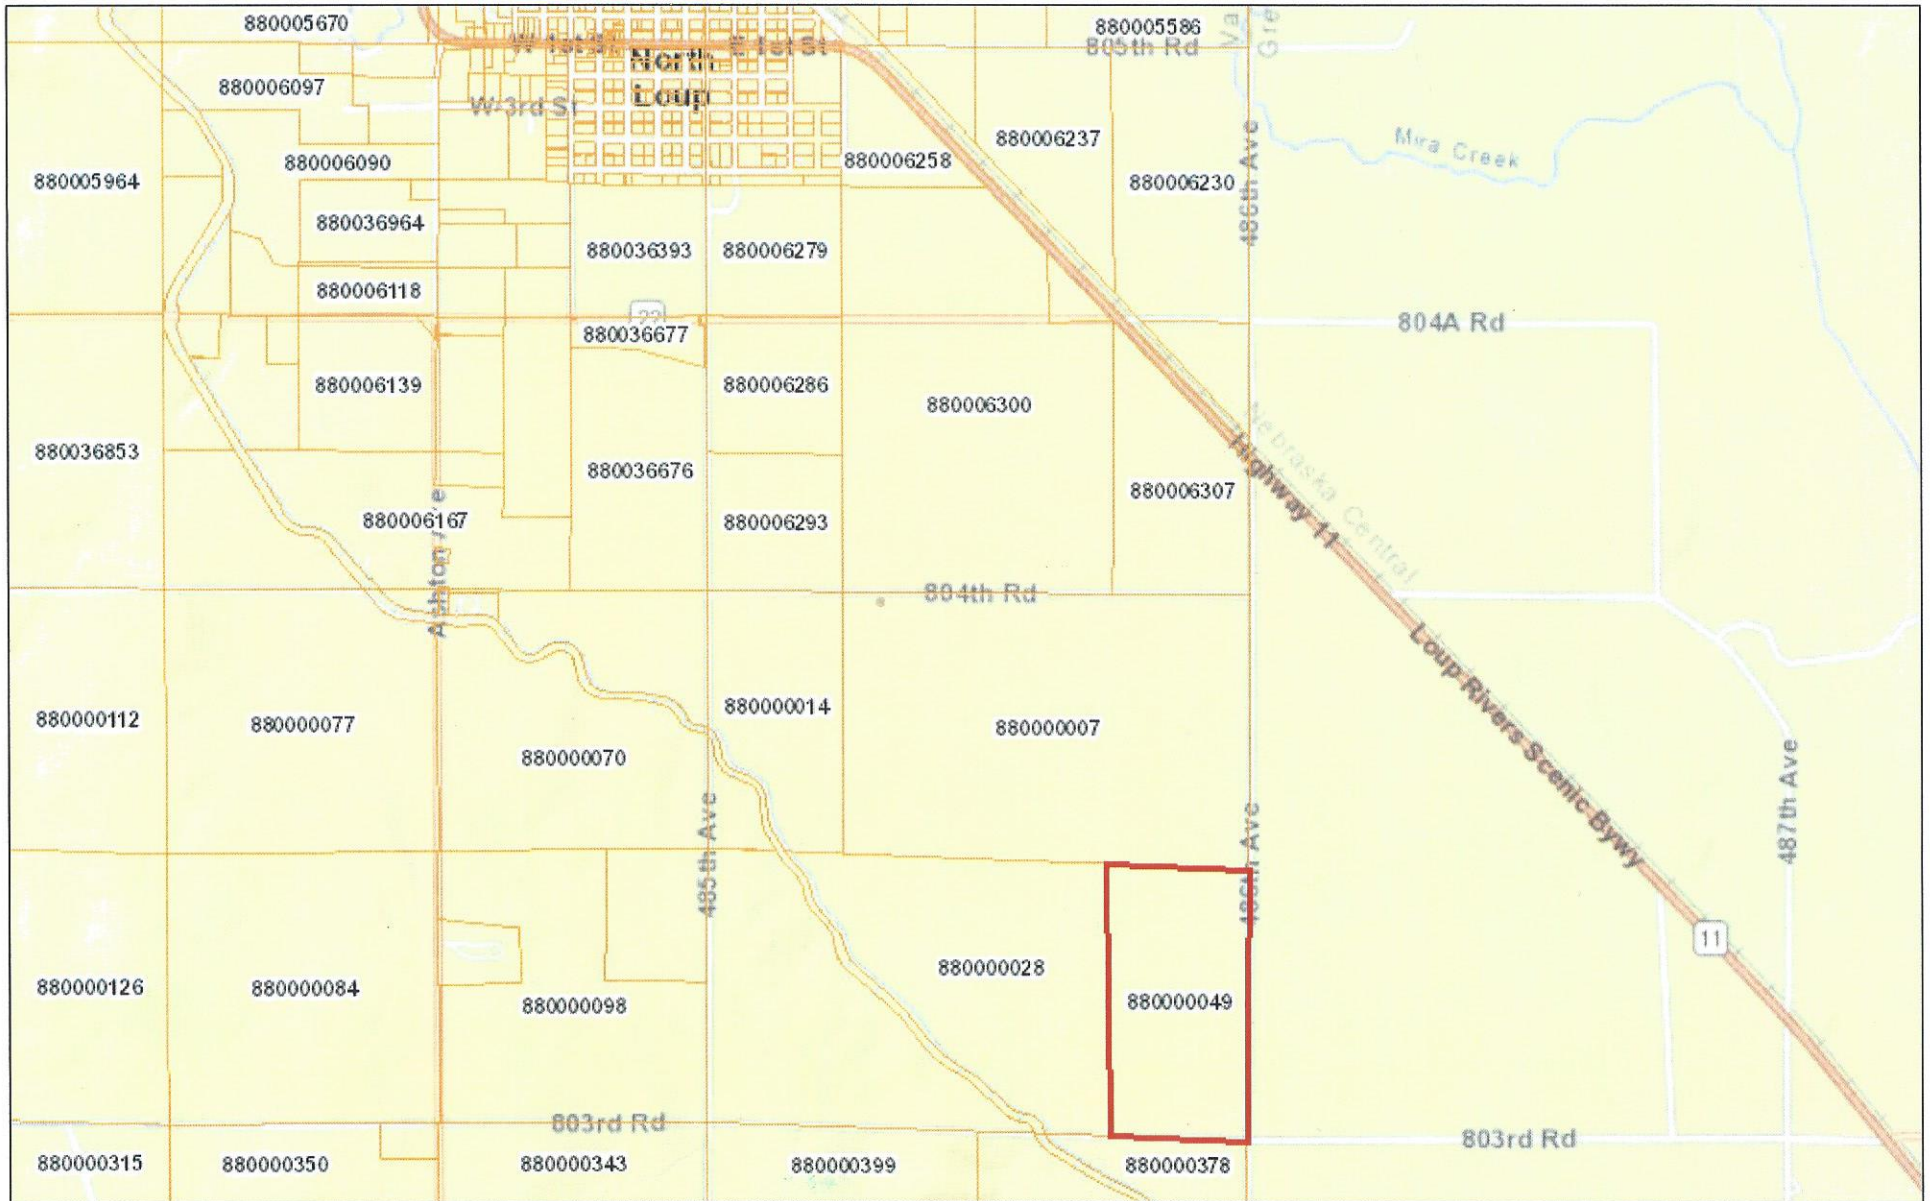 880005670
880005586
805th Rd
Va
Gre
North
Loup
880006097
W 3rd St
880006237
Mira Creek
880006090
880006258
880005964
880006230
486th Ave
880036964
880036393
880006279
880006118
22
880036677
804A Rd
880006139
880006286
880006300
880036853
880036676
880006307
Nebraska Central
Highway 11
880006167
880006293
Ashton
804th Rd
Loup Rivers Scenic Bywy
880000112
880000077
880000014
880000007
880000070
485th Ave
486th Ave
487th Ave
11
880000126
880000084
880000098
880000028
880000049
803rd Rd
803rd Rd
880000315
880000350
880000343
880000399
880000378